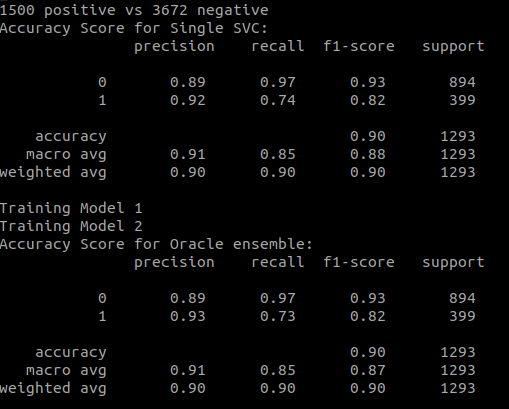 1500 positive vs 3672 negative
Accuracy Score for Single SVC:
precision recall f1-score support
0 0.89 0.97 0.93 894
1 0.92 0.74 0.82 399
accuracy 0.90 1293
macro avg 0.91 0.85 0.88 1293
weighted avg 0.90 0.90 0.90 1293
Training Model 1
Training Model 2
Accuracy Score for Oracle ensemble:
precision recall f1-score support
0 0.89 0.97 0.93 894
1 0.93 0.73 0.82 399
accuracy 0.90 1293
macro avg 0.91 0.85 0.87 1293
weighted avg 0.90 0.90 0.90 1293